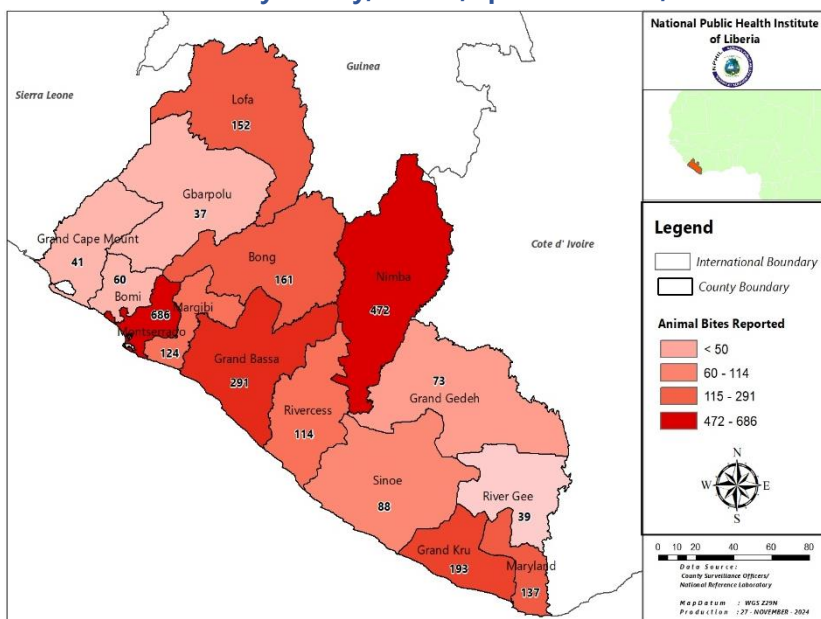 National Public Health Institute
of Liberia
Guinea
Sierra Leone
Lofa
152
Gbarpolu
37
Grand Cape Mount
41
Cote d' Ivoire
Bong
161
Nimba
472
60
Bomi
686
Margibi
Montserrado
124
Grand Bassa
291
73
Grand Gedeh
Rivercess
114
Sinoe
88
River Gee
39
Grand Kru
193
Maryland
137
Legend
International Boundary
County Boundary
Animal Bites Reported
< 50
60 - 114
115 - 291
472 - 686
N
W E
S
0 10 20 40 60 80
Data Source:
County Surveillance Officers/
National Reference Laboratory
Map Datum : WGS Z29N
Production : 27 - NOVEMBER - 2024